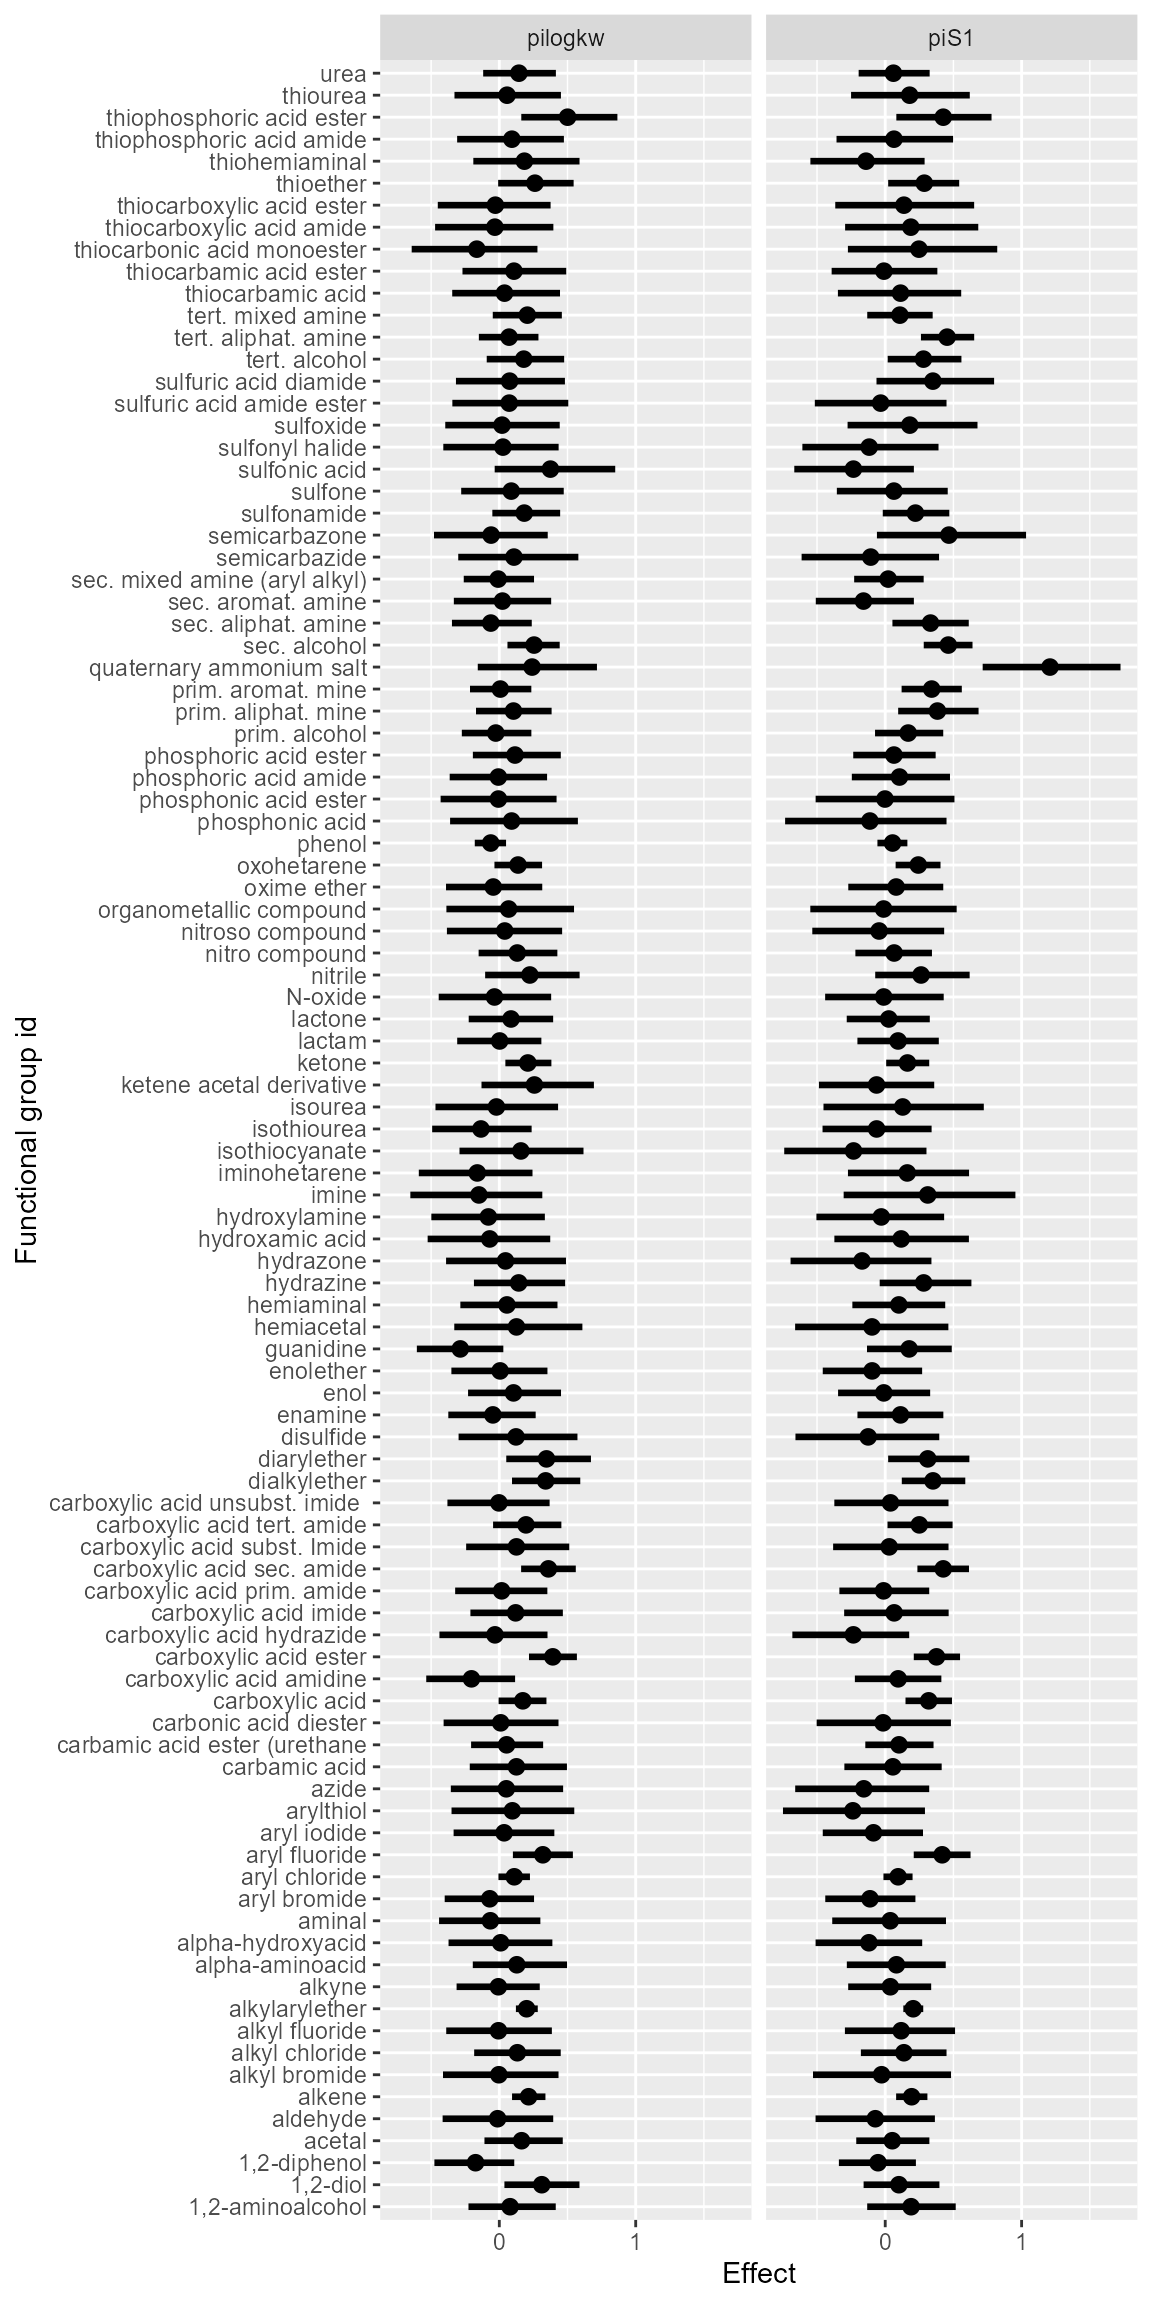 pilogkw
piS1
urea
thiourea
thiophosphoric acid ester
thiophosphoric acid amide
thiohemiaminal
thioether
thiocarboxylic acid ester
thiocarboxylic acid amide
thiocarbonic acid monoester
thiocarbamic acid ester
thiocarbamic acid
tert. mixed amine
tert. aliphat. amine
tert. alcohol
sulfuric acid diamide
sulfuric acid amide ester
sulfoxide
sulfonyl halide
sulfonic acid
sulfone
sulfonamide
semicarbazone
semicarbazide
sec. mixed amine (aryl alkyl)
sec. aromat. amine
sec. aliphat. amine
sec. alcohol
quaternary ammonium salt
prim. aromat. mine
prim. aliphat. mine
prim. alcohol
phosphoric acid ester
phosphoric acid amide
phosphonic acid ester
phosphonic acid
phenol
oxohetarene
oxime ether
organometallic compound
nitroso compound
nitro compound
nitrile
N-oxide
lactone
lactam
ketone
ketene acetal derivative
isourea
isothiourea
isothiocyanate
iminohetarene
imine
hydroxylamine
hydroxamic acid
hydrazone
hydrazine
hemiaminal
hemiacetal
guanidine
enolether
enol
enamine
disulfide
diarylether
dialkylether
carboxylic acid unsubst. imide
carboxylic acid tert. amide
carboxylic acid subst. Imide
carboxylic acid sec. amide
carboxylic acid prim. amide
carboxylic acid imide
carboxylic acid hydrazide
carboxylic acid ester
carboxylic acid amidine
carboxylic acid
carbonic acid diester
carbamic acid ester (urethane
carbamic acid
azide
arylthiol
aryl iodide
aryl fluoride
aryl chloride
aryl bromide
aminal
alpha-hydroxyacid
alpha-aminoacid
alkyne
alkylarylether
alkyl fluoride
alkyl chloride
alkyl bromide
alkene
aldehyde
acetal
1,2-diphenol
1,2-diol
1,2-aminoalcohol
0 1 0 1
Effect
Functional group id